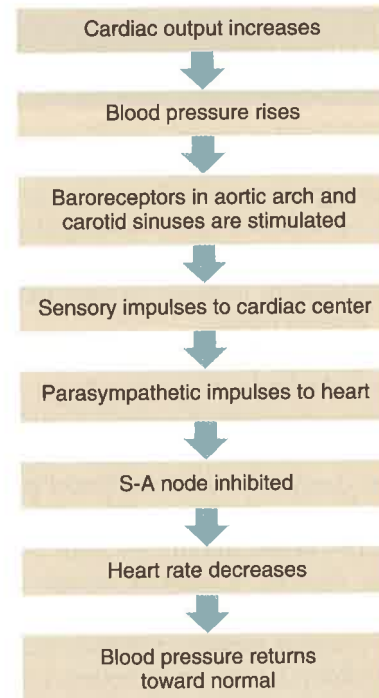 Cardiac output increases
Blood pressure rises
Baroreceptors in aortic arch and
carotid sinuses are stimulated
Sensory impulses to cardiac center
Parasympathetic impulses to heart
S-A node inhibited
Heart rate decreases
Blood pressure returns
toward normal